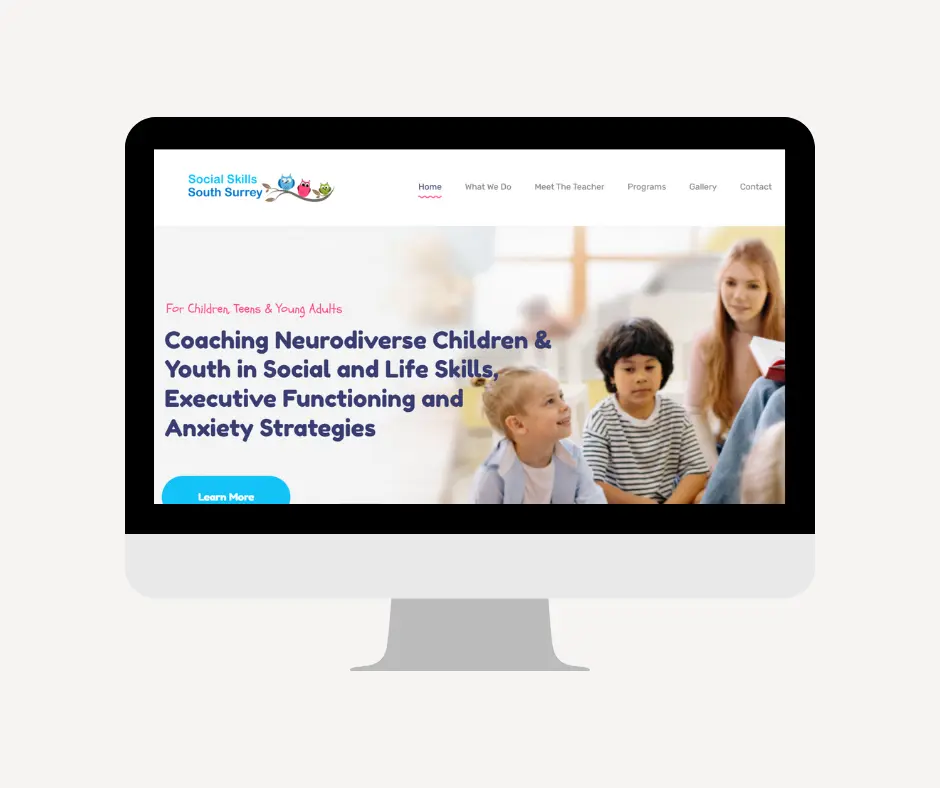 Social Skills
South Surrey
Home What We Do Meet The Teacher Programs Gallery Contact
For Children, Teens & Young Adults
Coaching Neurodiverse Children &
Youth in Social and Life Skills,
Executive Functioning and
Anxiety Strategies
Learn More